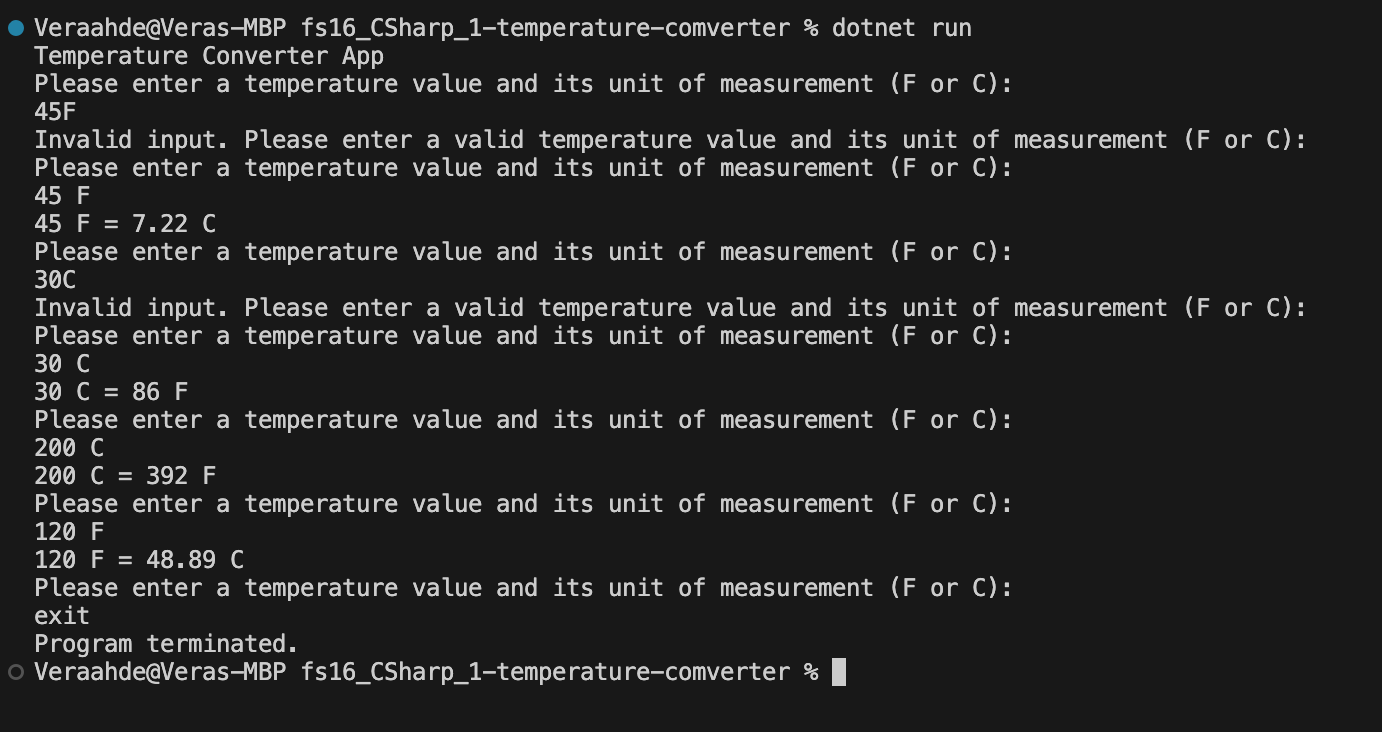 Veraahde@Veras-MBP fs16_CSharp_1-temperature-comverter % dotnet run
Temperature Converter App
Please enter a temperature value and its unit of measurement (F or C):
45F
Invalid input. Please enter a valid temperature value and its unit of measurement (F or C):
Please enter a temperature value and its unit of measurement (F or C):
45 F
45 F = 7.22 C
Please enter a temperature value and its unit of measurement (F or C):
30C
Invalid input. Please enter a valid temperature value and its unit of measurement (F or C):
Please enter a temperature value and its unit of measurement (F or C):
30 C
30 C = 86 F
Please enter a temperature value and its unit of measurement (F or C):
200 C
200 C = 392 F
Please enter a temperature value and its unit of measurement (F or C):
120 F
120 F = 48.89 C
Please enter a temperature value and its unit of measurement (F or C):
exit
Program terminated.
Veraahde@Veras-MBP fs16_CSharp_1-temperature-comverter %